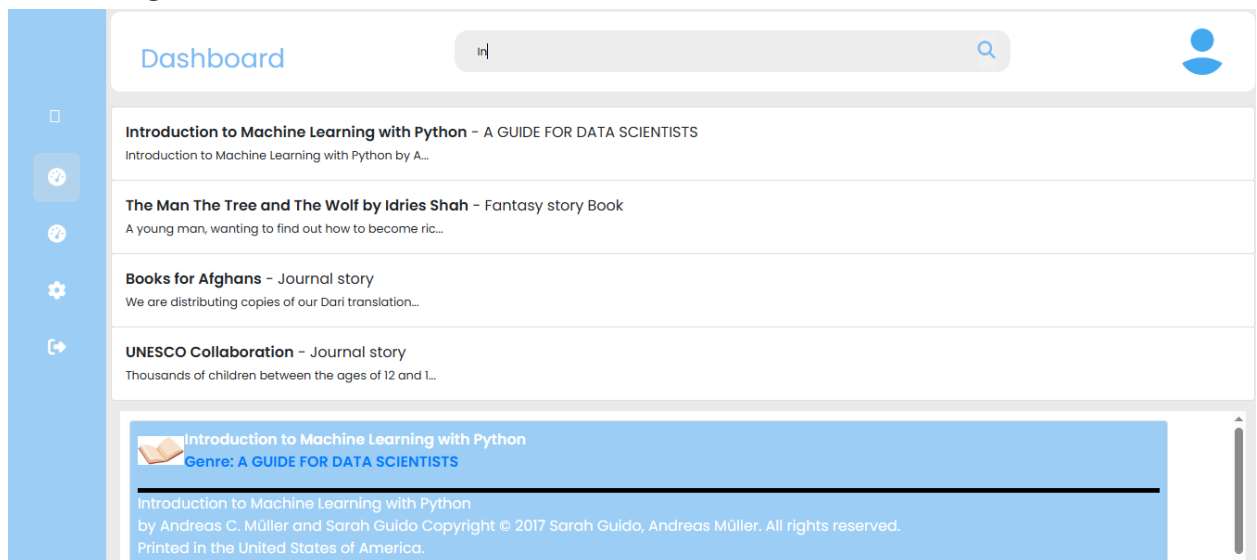 Dashboard
In
Introduction to Machine Learning with Python - A GUIDE FOR DATA SCIENTISTS
Introduction to Machine Learning with Python by A...
The Man The Tree and The Wolf by Idries Shah - Fantasy story Book
A young man, wanting to find out how to become ric...
Books for Afghans - Journal story
We are distributing copies of our Dari translation...
UNESCO Collaboration - Journal story
Thousands of children between the ages of 12 and 1...
Introduction to Machine Learning with Python
Genre: A GUIDE FOR DATA SCIENTISTS
Introduction to Machine Learning with Python
by Andreas C. Müller and Sarah Guido Copyright © 2017 Sarah Guido, Andreas Müller. All rights reserved.
Printed in the United States of America.